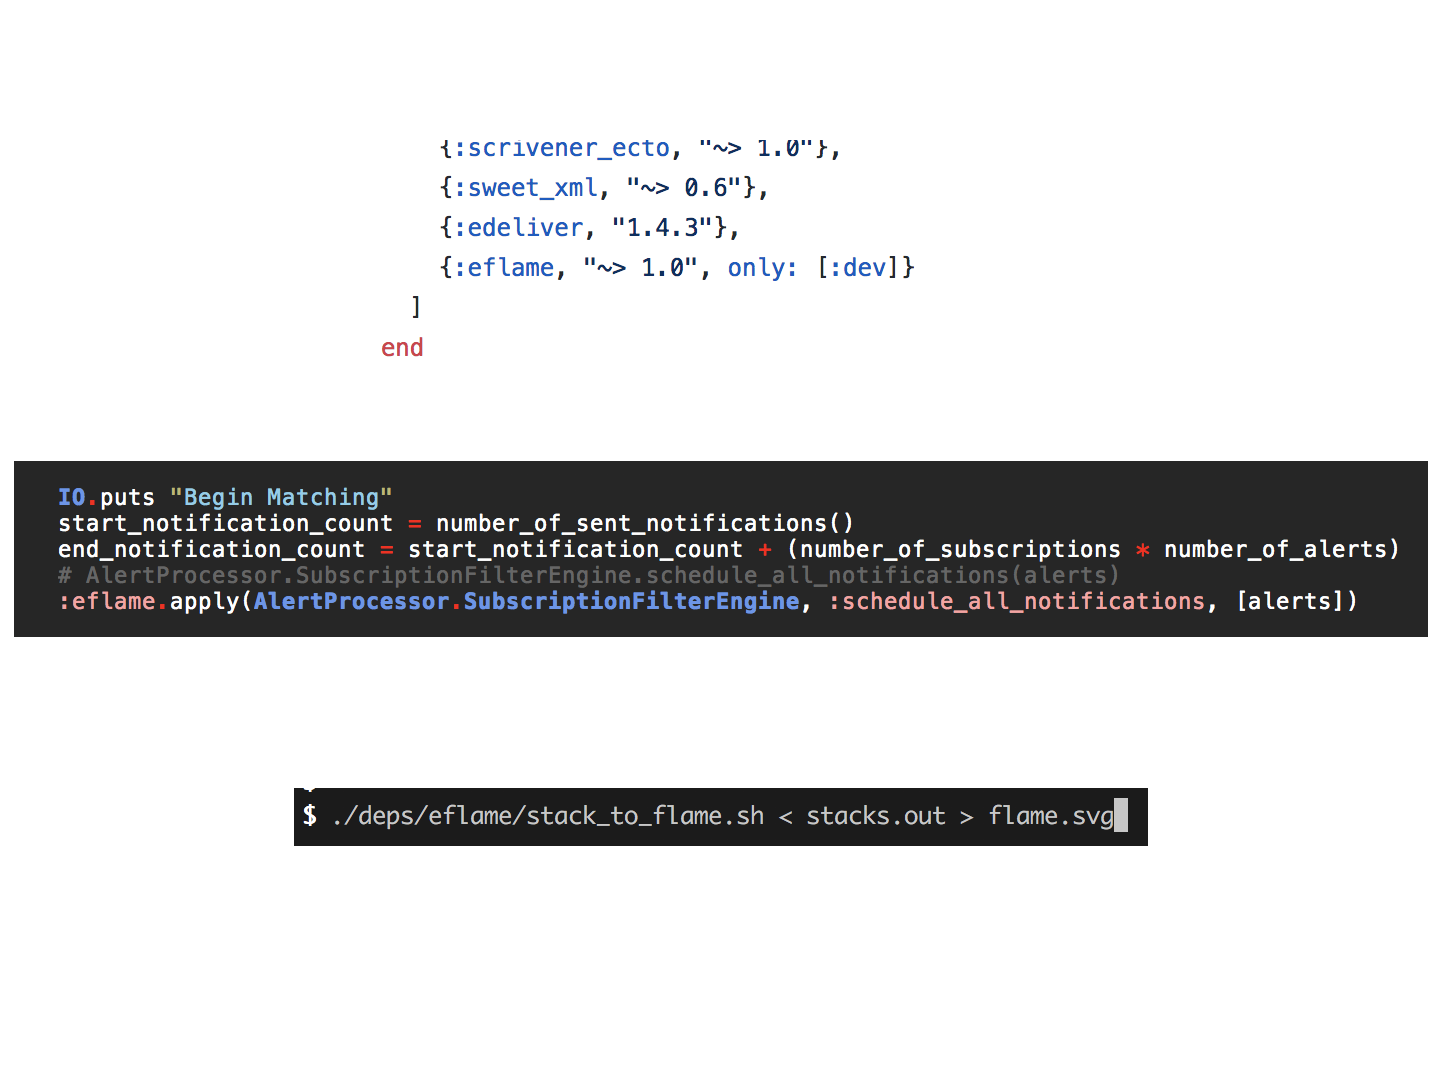 {:scrivener_ecto, "~> 1.0"},
{:sweet_xml, "~> 0.6"},
{:edeliver, "1.4.3"},
{:eflame, "~> 1.0", only: [:dev]}
]
end
IO.puts "Begin Matching"
start_notification_count = number_of_sent_notifications()
end_notification_count = start_notification_count + (number_of_subscriptions * number_of_alerts)
# AlertProcessor.SubscriptionFilterEngine.schedule_all_notifications(alerts)
:eflame.apply(AlertProcessor.SubscriptionFilterEngine, :schedule_all_notifications, [alerts])
$ ./deps/eflame/stack_to_flame.sh < stacks.out > flame.svg